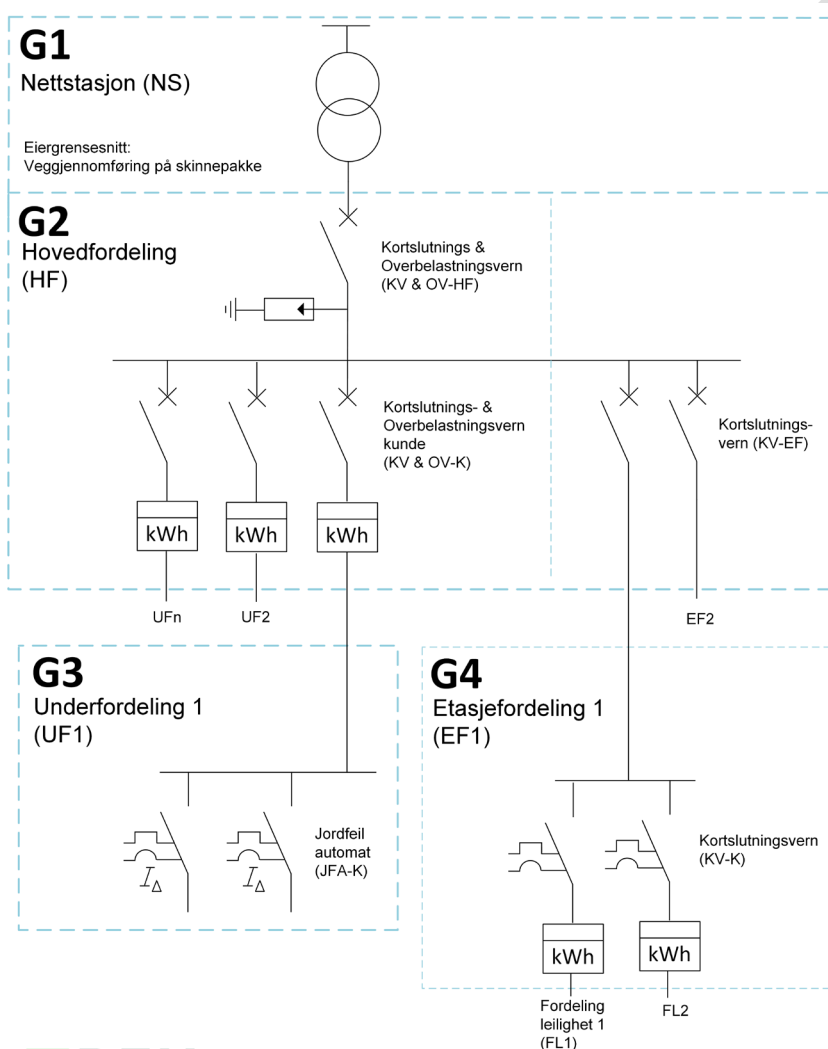 G1
Nettstasjon (NS)
Eiergrensesnitt:
Veggjennomføring på skinnepakke
G2
Hovedfordeling
(HF)
Kortslutnings &
Overbelastningsvern
(KV & OV-HF)
Kortslutnings- &
Overbelastningsvern
kunde
(KV & OV-K)
Kortslutnings-
vern (KV-EF)
kWh
kWh
kWh
UFn
UF2
EF2
G3
Underfordeling 1
(UF1)
Jordfeil
automat
(JFA-K)
I∆
I∆
G4
Etasjefordeling 1
(EF1)
Kortslutningsvern
(KV-K)
kWh
kWh
Fordeling
leilighet 1
(FL1)
FL2